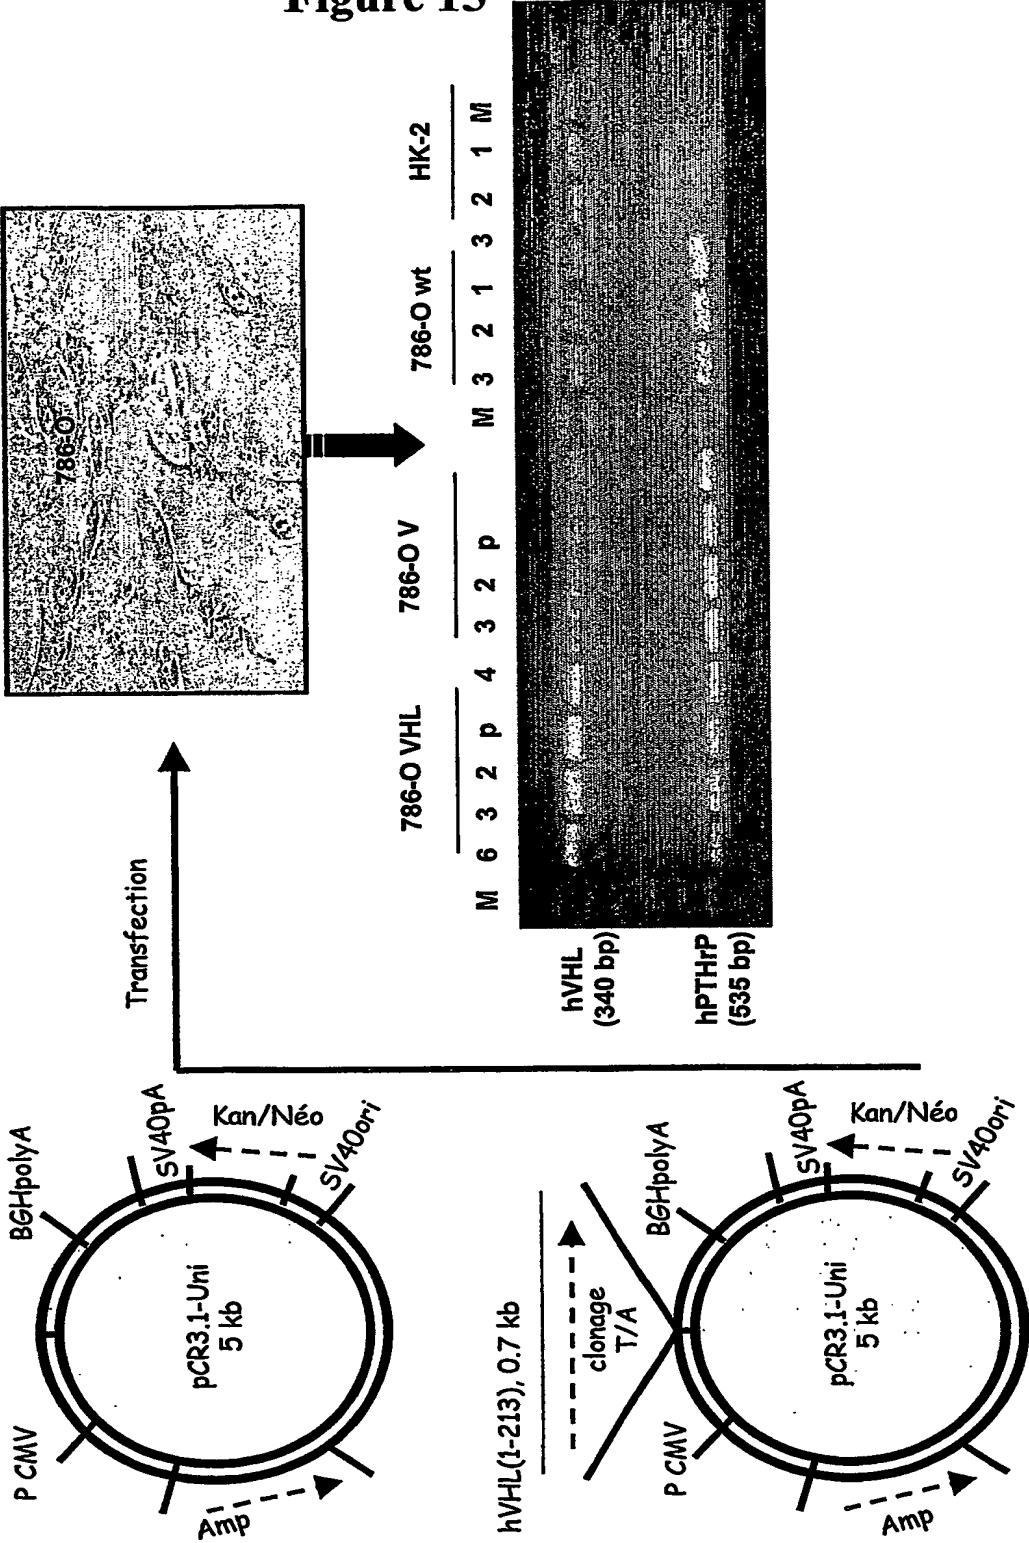 Figure 13
P CMV
BGHpolyA
SV40pA
Kan/Néo
SV40ori
Amp
pCR3.1-Uni
5 kb
hVHL(1-213), 0.7 kb
clonage
T/A
P CMV
BGHpolyA
SV40pA
Kan/Néo
SV40ori
Amp
pCR3.1-Uni
5 kb
Transfection
786-O
786-O VHL
786-O V
786-O wt
HK-2
M 6 3 2 p 4 3 2 p M 3 2 1 3 2 1 M
hVHL
(340 bp)
hPTHrP
(535 bp)